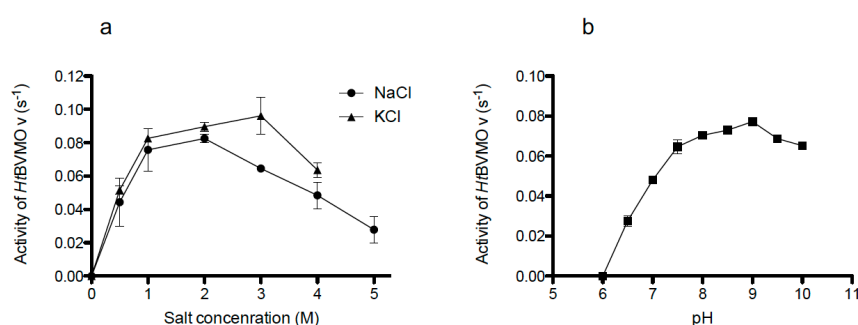 a
Activity of HtBVMO v (s-1)
0.12
0.10
0.08
0.06
0.04
0.02
0.00
0 1 2 3 4 5
Salt concenration (M)
NaCl
KCl
b
Activity of HtBVMO v (s-1)
0.10
0.08
0.06
0.04
0.02
0.00
5 6 7 8 9 10 11
pH